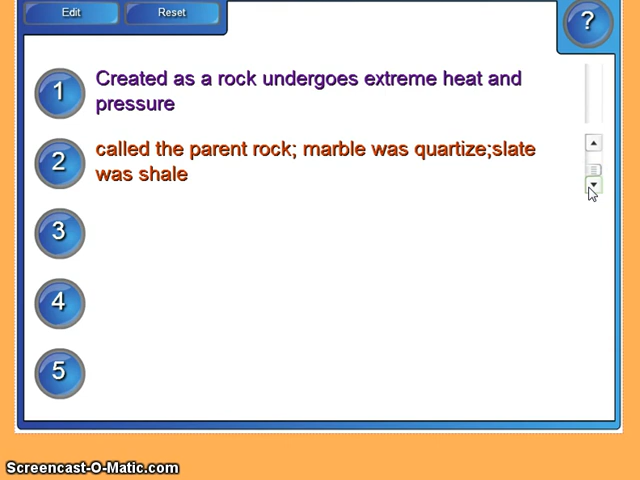 Edit
Reset
?
1
Created as a rock undergoes extreme heat and
pressure
2
called the parent rock; marble was quartize;slate
was shale
3
4
5
Screencast-O-Matic.com